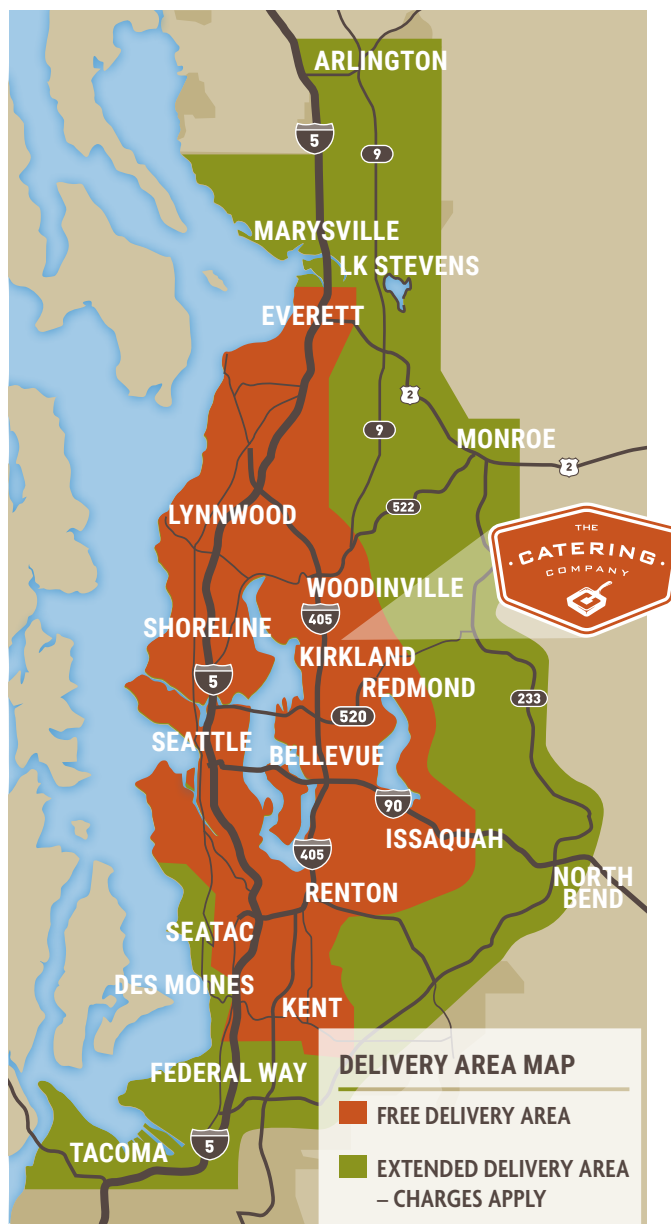 ARLINGTON
5
9
MARYSVILLE
LK STEVENS
EVERETT
2
9
MONROE
2
522
LYNNWOOD
THE
· CATERING ·
COMPANY
WOODINVILLE
405
SHORELINE
KIRKLAND
5
REDMOND
233
520
SEATTLE
BELLEVUE
90
ISSAQUAH
405
NORTH
BEND
RENTON
SEATAC
DES MOINES
KENT
FEDERAL WAY
5
TACOMA
DELIVERY AREA MAP
FREE DELIVERY AREA
EXTENDED DELIVERY AREA
– CHARGES APPLY